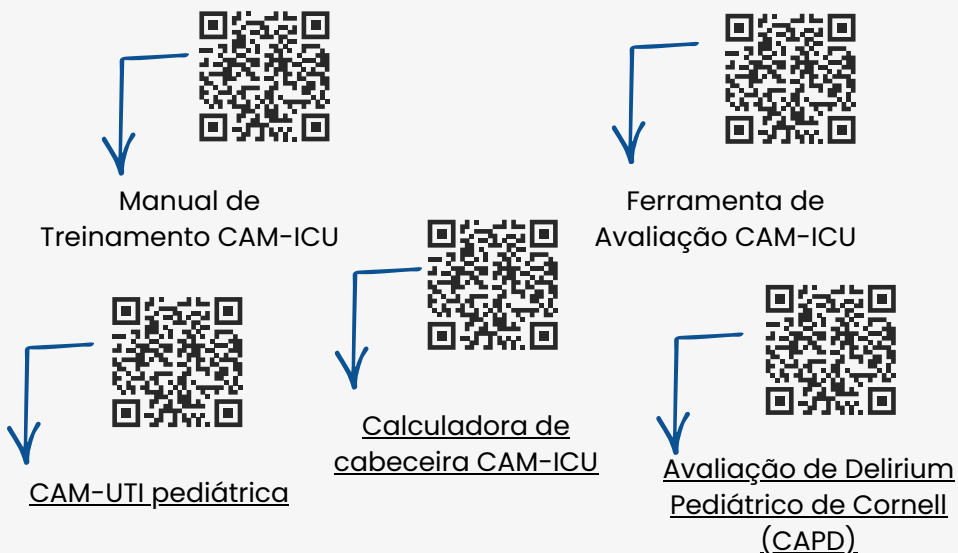 Manual de
Treinamento CAM-ICU
Ferramenta de
Avaliação CAM-ICU
CAM-UTI pediátrica
Calculadora de
cabeceira CAM-ICU
Avaliação de Delirium
Pediátrico de Cornell
(CAPD)